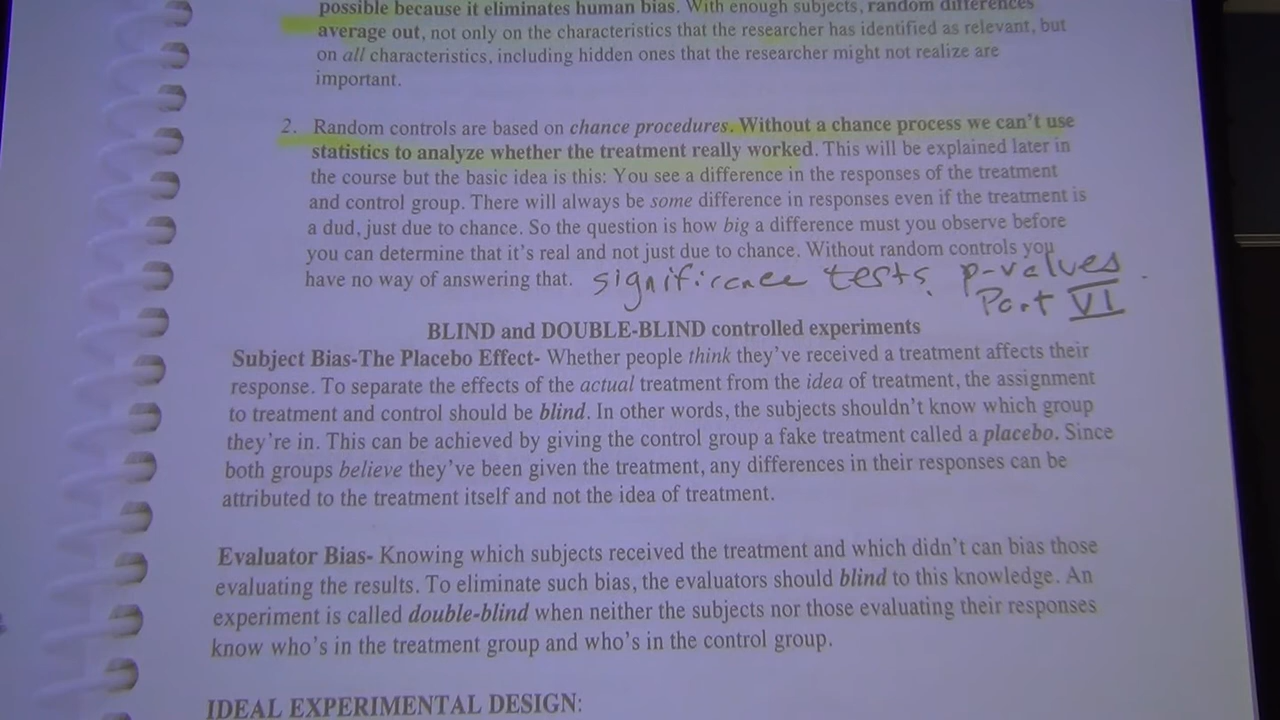 possible because it eliminates human bias. With enough subjects, random differences
average out, not only on the characteristics that the researcher has identified as relevant, but
on all characteristics, including hidden ones that the researcher might not realize are
important.
2. Random controls are based on chance procedures. Without a chance process we can't use
statistics to analyze whether the treatment really worked. This will be explained later in
the course but the basic idea is this: You see a difference in the responses of the treatment
and control group. There will always be some difference in responses even if the treatment is
a dud, just due to chance. So the question is how big a difference must you observe before
you can determine that it's real and not just due to chance. Without random controls you
have no way of answering that. significance tests, p-values
Part VI
BLIND and DOUBLE-BLIND controlled experiments
Subject Bias-The Placebo Effect- Whether people think they've received a treatment affects their
response. To separate the effects of the actual treatment from the idea of treatment, the assignment
to treatment and control should be blind. In other words, the subjects shouldn't know which group
they're in. This can be achieved by giving the control group a fake treatment called a placebo. Since
both groups believe they've been given the treatment, any differences in their responses can be
attributed to the treatment itself and not the idea of treatment.
Evaluator Bias- Knowing which subjects received the treatment and which didn't can bias those
evaluating the results. To eliminate such bias, the evaluators should blind to this knowledge. An
experiment is called double-blind when neither the subjects nor those evaluating their responses
know who's in the treatment group and who's in the control group.
IDEAL EXPERIMENTAL DESIGN: